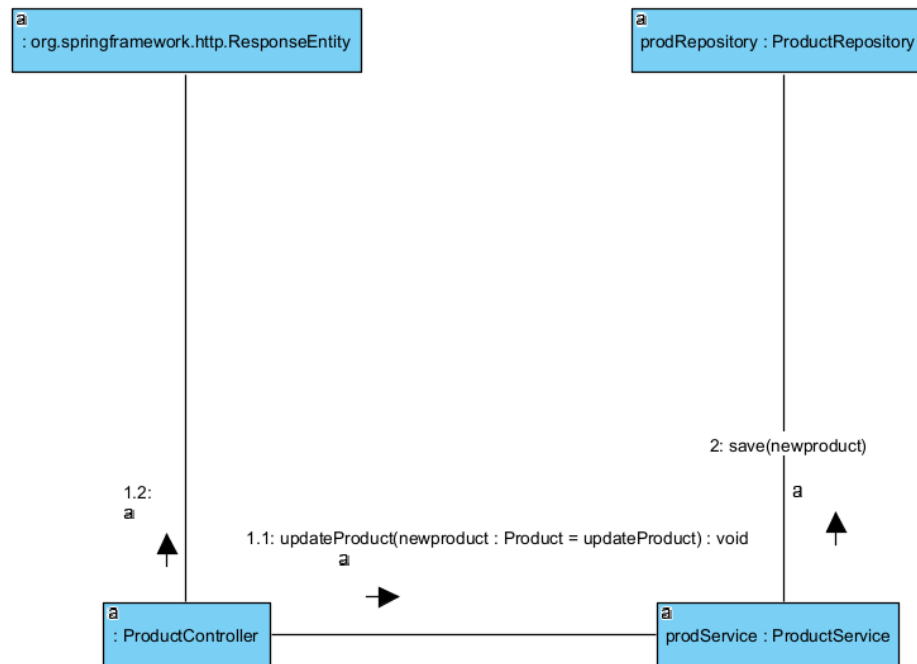 a
: org.springframework.http.ResponseEntity
a
prodRepository : ProductRepository
2: save(newproduct)
a
1.2:
a
1.1: updateProduct(newproduct : Product = updateProduct) : void
a
a
: ProductController
a
prodService : ProductService